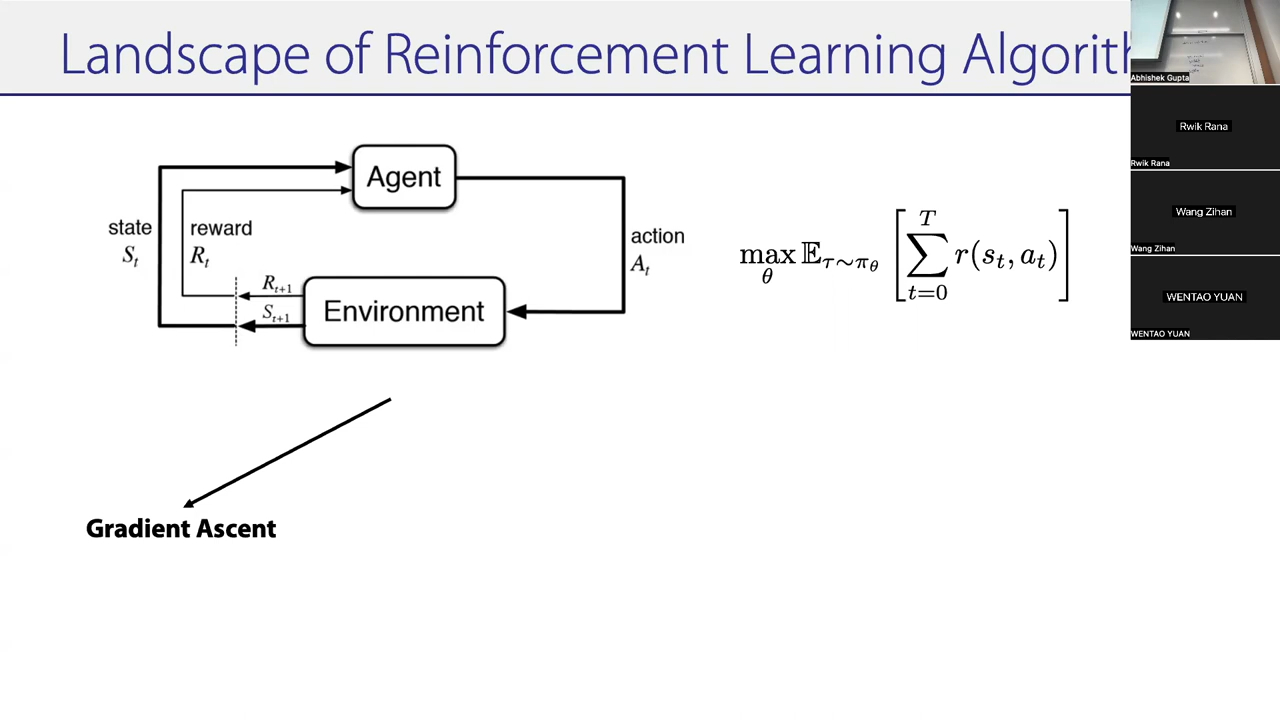 Landscape of Reinforcement Learning Algorith
Agent
state
S_t
reward
R_t
action
A_t
R_{t+1}
S_{t+1}
Environment
max_θ 𝔼_{τ∼π_θ} [ ∑_{t=0}^{T} r(s_t, a_t) ]
Gradient Ascent
Abhishek Gupta
Rwik Rana
Rwik Rana
Wang Zihan
Wang Zihan
WENTAO YUAN
WENTAO YUAN